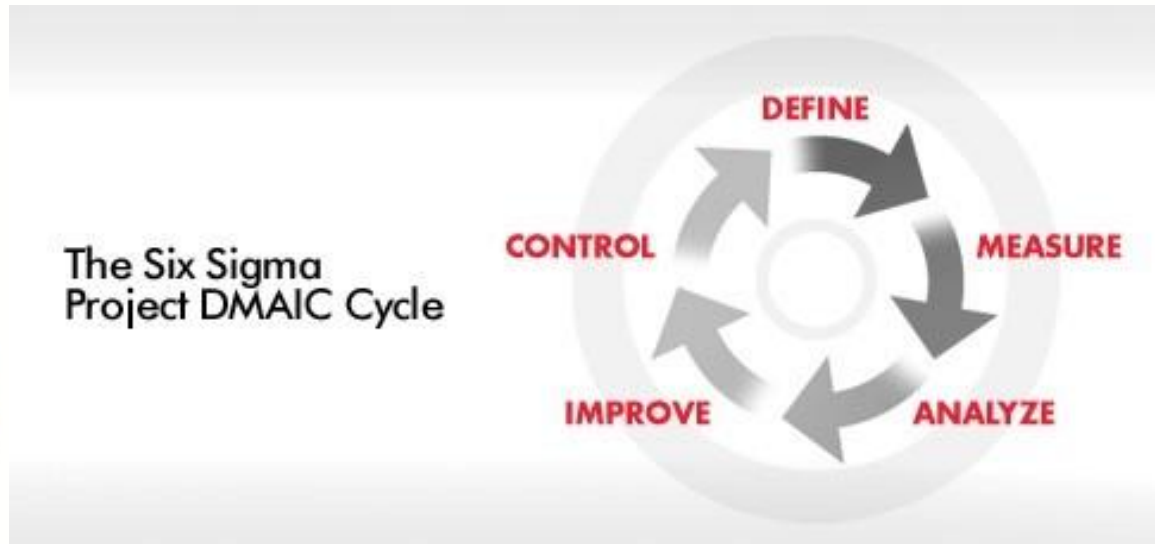 The Six Sigma
Project DMAIC Cycle
DEFINE
MEASURE
ANALYZE
IMPROVE
CONTROL